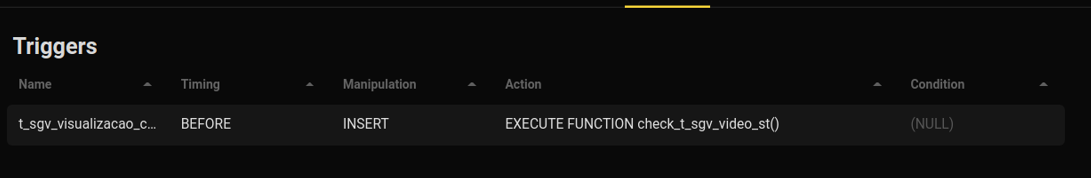 Triggers
Name Timing Manipulation Action Condition
t_sgv_visualizacao_c... BEFORE INSERT EXECUTE FUNCTION check_t_sgv_video_st() (NULL)